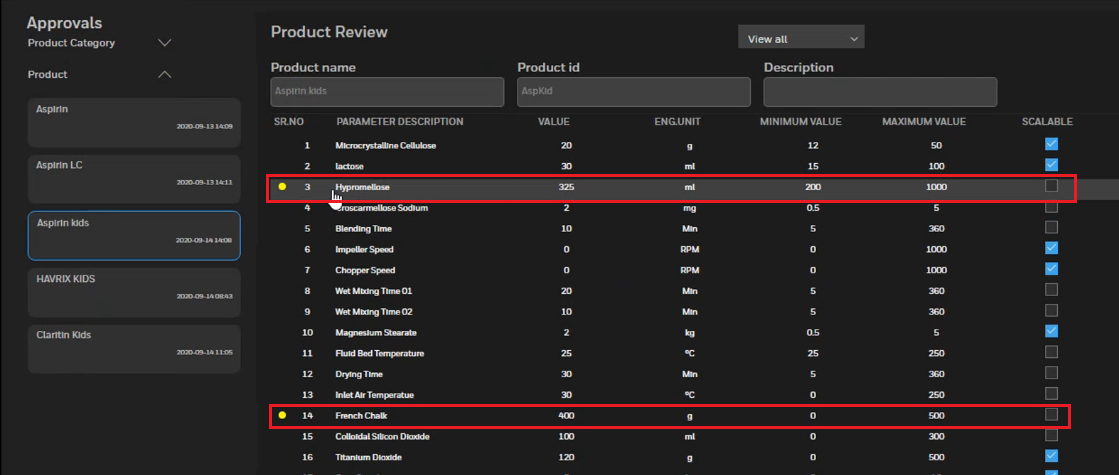 Approvals
Product Category
Product
Aspirin
2020-09-13 14:09
Aspirin LC
2020-09-13 14:11
Aspirin kids
2020-09-14 14:08
HAVRIX KIDS
2020-09-14 08:43
Claritin Kids
2020-09-14 11:05
Product Review
View all
Product name Product id Description
Aspirin kids AspKid
SR.NO PARAMETER DESCRIPTION VALUE ENG.UNIT MINIMUM VALUE MAXIMUM VALUE SCALABLE
1 Microcrystalline Cellulose 20 g 12 50
2 lactose 30 ml 15 100
3 Hypromellose 325 ml 200 1000
4 Croscarmellose Sodium 2 mg 0.5 5
5 Blending Time 10 Min 5 360
6 Impeller Speed 0 RPM 0 1000
7 Chopper Speed 0 RPM 0 1000
8 Wet Mixing Time 01 20 Min 5 360
9 Wet Mixing Time 02 10 Min 5 360
10 Magnesium Stearate 2 kg 0.5 5
11 Fluid Bed Temperature 25 °C 25 250
12 Drying Time 30 Min 5 360
13 Inlet Air Temperatue 30 °C 0 250
14 French Chalk 400 g 0 500
15 Colloidal Silicon Dioxide 100 ml 0 300
16 Titanium Dioxide 120 g 0 500